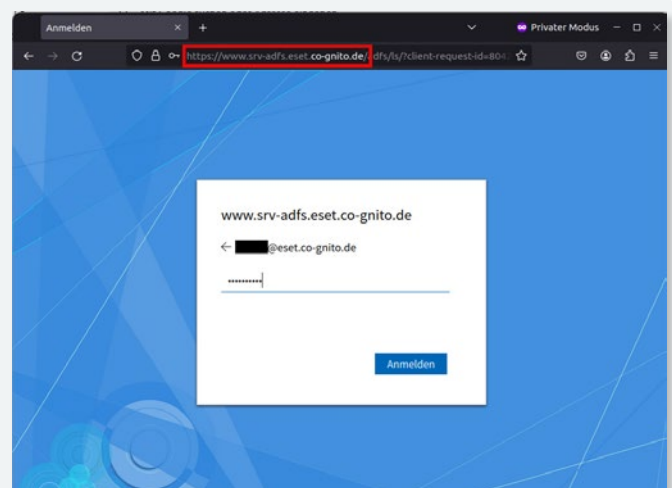 Anmelden
Privater Modus
https://www.srv-adfs.eset.co-gnito.de/adfs/ls/?client-request-id=804
www.srv-adfs.eset.co-gnito.de
@eset.co-gnito.de
Anmelden